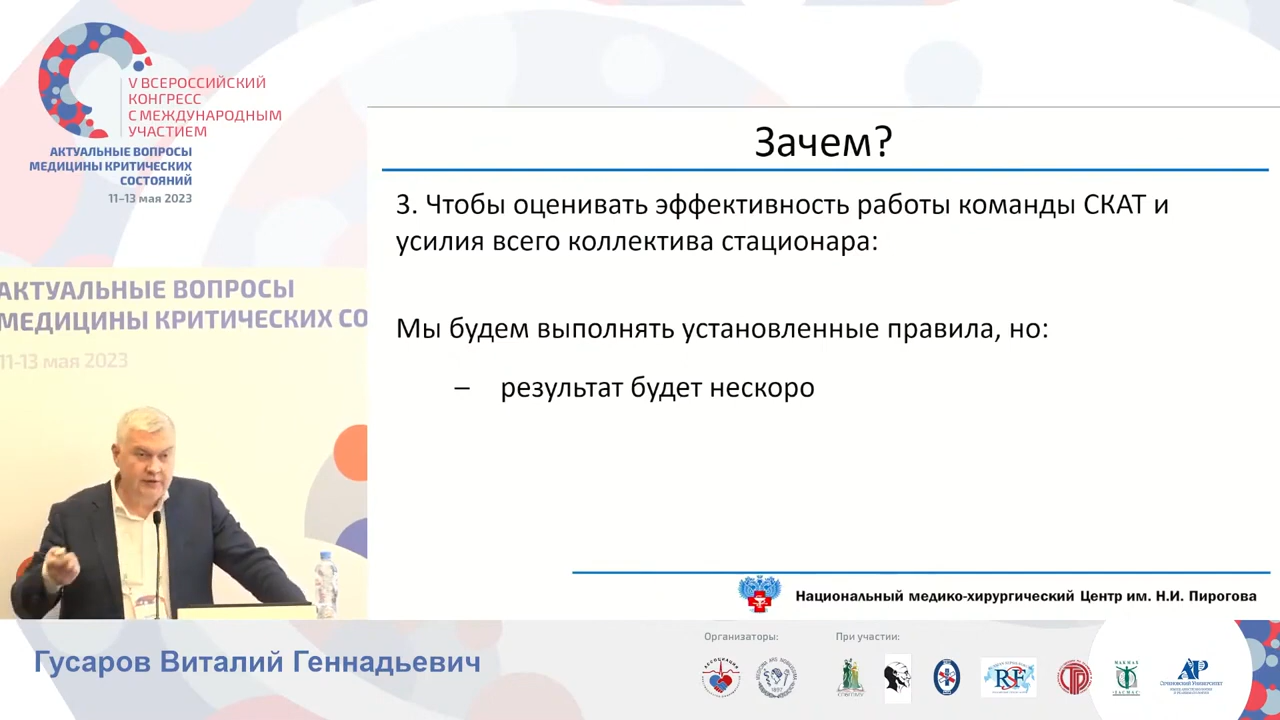 V ВСЕРОССИЙСКИЙ
КОНГРЕСС
С МЕЖДУНАРОДНЫМ
УЧАСТИЕМ
АКТУАЛЬНЫЕ ВОПРОСЫ
МЕДИЦИНЫ КРИТИЧЕСКИХ
СОСТОЯНИЙ
11-13 мая 2023
АКТУАЛЬНЫЕ ВОПРОСЫ
МЕДИЦИНЫ КРИТИЧЕСКИХ СО
11-13 мая 2023
Зачем?
3. Чтобы оценивать эффективность работы команды СКАТ и
усилия всего коллектива стационара:
Мы будем выполнять установленные правила, но:
– результат будет нескоро
Национальный медико-хирургический Центр им. Н.И. Пирогова
Гусаров Виталий Геннадьевич
Организаторы:
При участии: